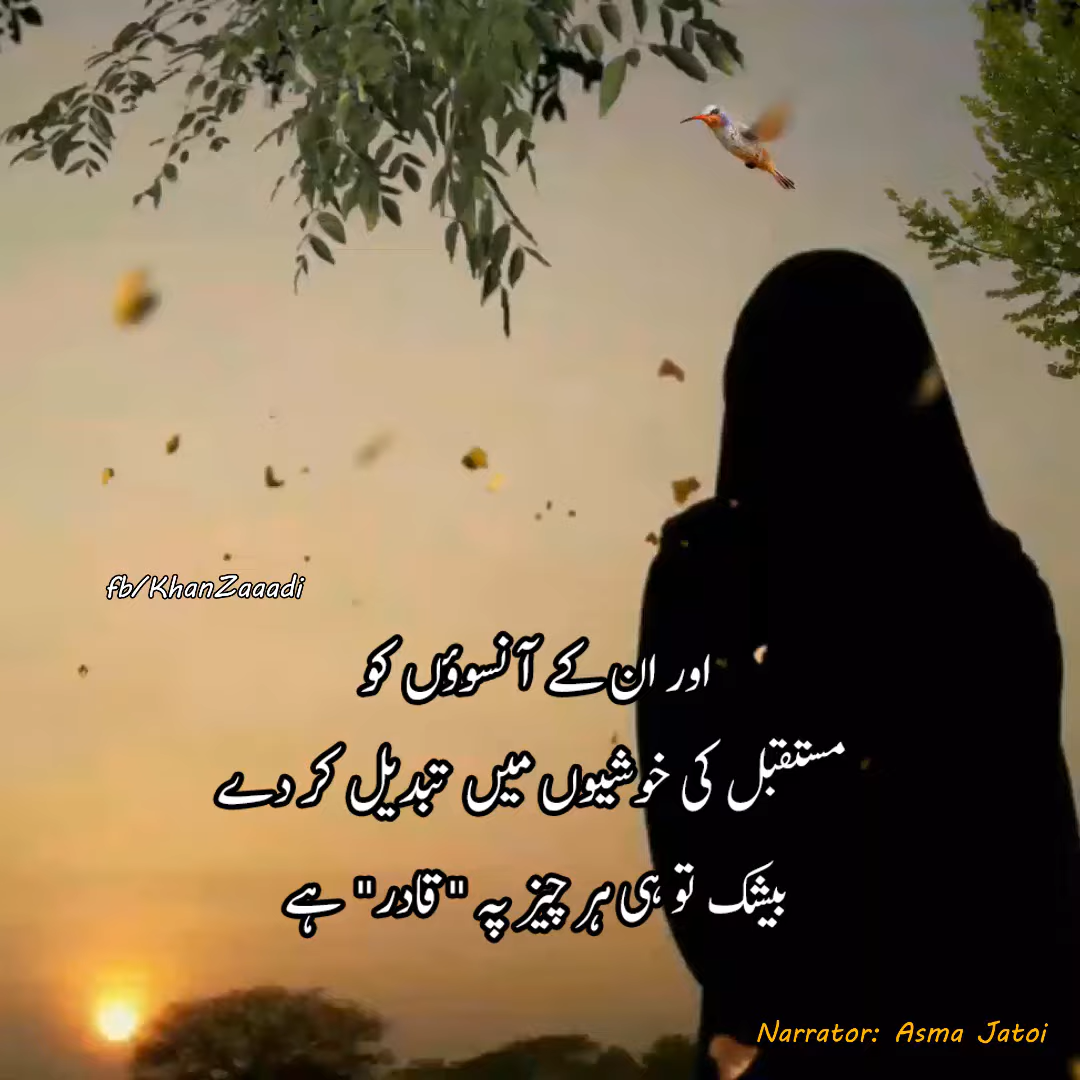 fb/KhanZaaadi
اور ان کے آنسوؤں کو
مستقبل کی خوشیوں میں تبدیل کر دے
بیشک تو ہی ہر چیز پہ "قادر" ہے
Narrator: Asma Jatoi